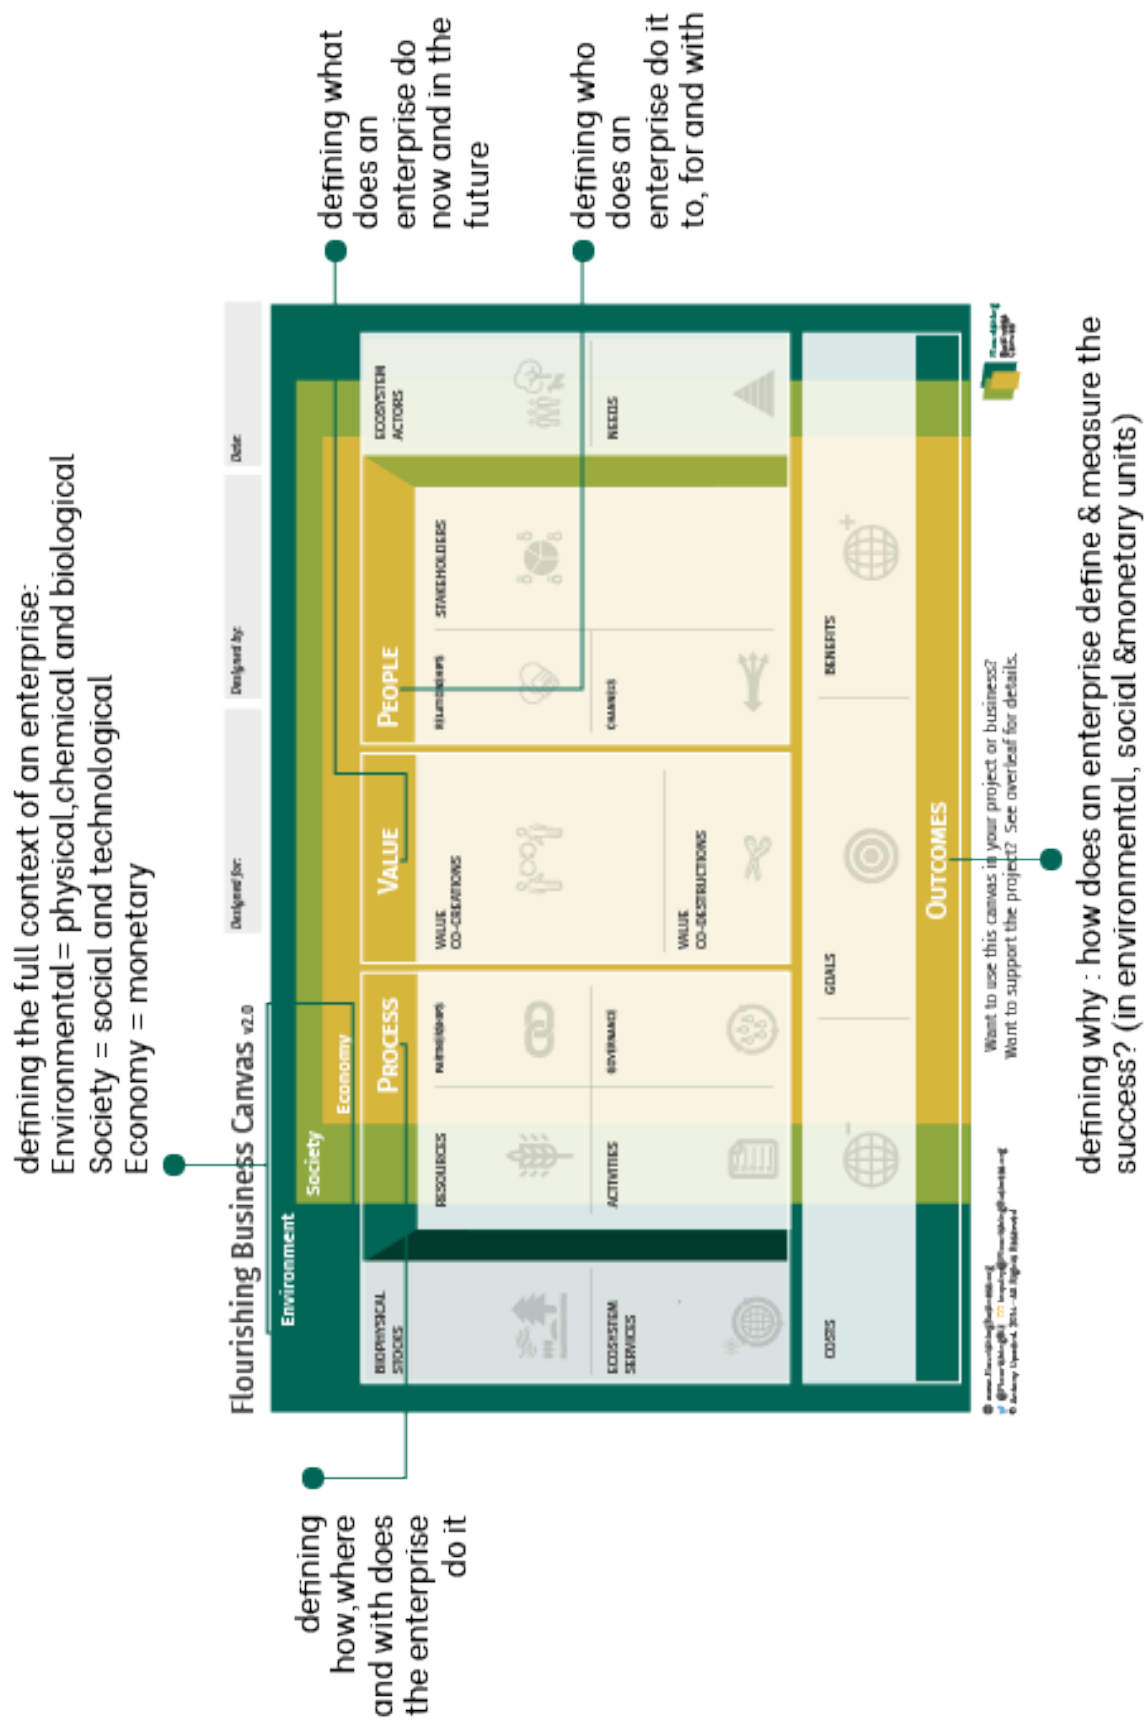 defining the full context of an enterprise:
Environmental= physical,chemical and biological
Society = social and technological
Economy = monetary
Flourishing Business Canvas v2.0
Designed for:
Designed by:
Date:
Environment
Society
Economy
defining
how,where
and with does
the enterprise
do it
defining what
does an
enterprise do
now and in the
future
defining who
does an
enterprise do it
to, for and with
PROCESS
VALUE
PEOPLE
BIOPHYSICAL
STOCKS
ECOSYSTEM
SERVICES
RESOURCES
PARTNERSHIPS
ACTIVITIES
GOVERNANCE
VALUE
CO-CREATIONS
VALUE
CO-DESTRUCTIONS
RELATIONSHIPS
STAKEHOLDERS
CHANNELS
ECOSYSTEM
ACTORS
NEEDS
COSTS
GOALS
BENEFITS
OUTCOMES
Want to use this canvas in your project or business?
Want to support the project? See overleaf for details.
defining why : how does an enterprise define & measure the
success? (in environmental, social &monetary units)